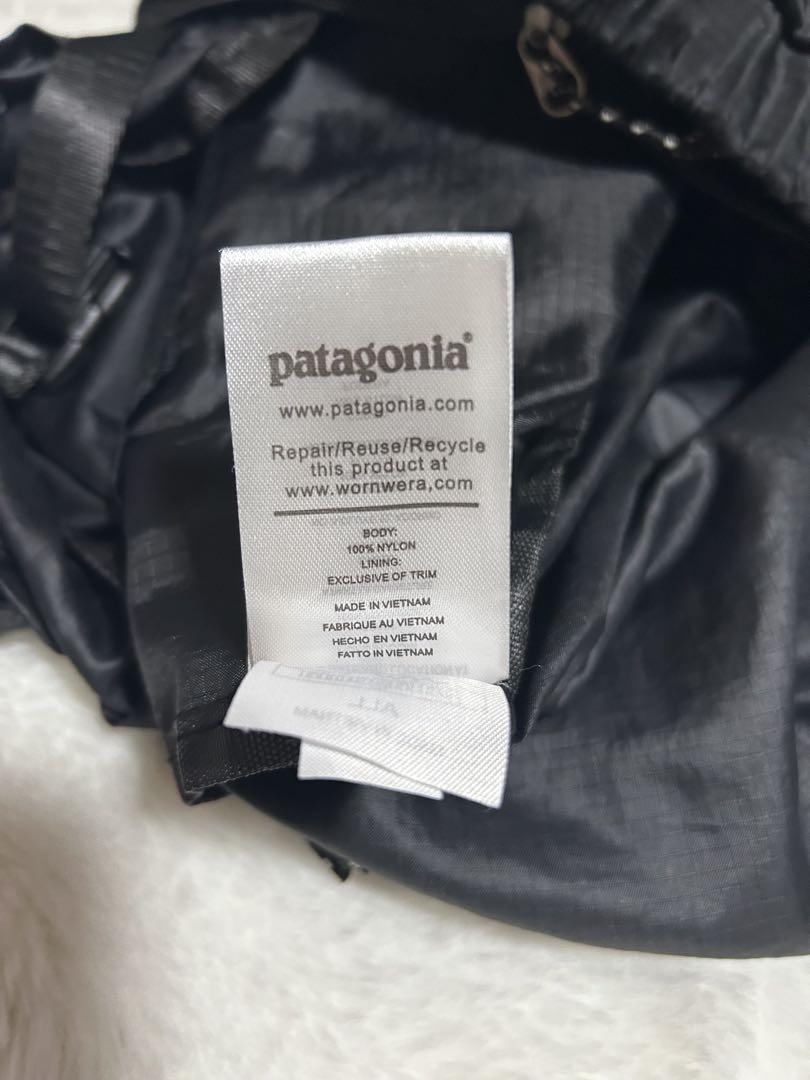 patagonia®
www.patagonia.com
Repair/Reuse/Recycle
this product at
www.wornwera,com
BODY:
100% NYLON
LINING:
EXCLUSIVE OF TRIM
MADE IN VIETNAM
FABRIQUE AU VIETNAM
HECHO EN VIETNAM
FATTO IN VIETNAM
ALL